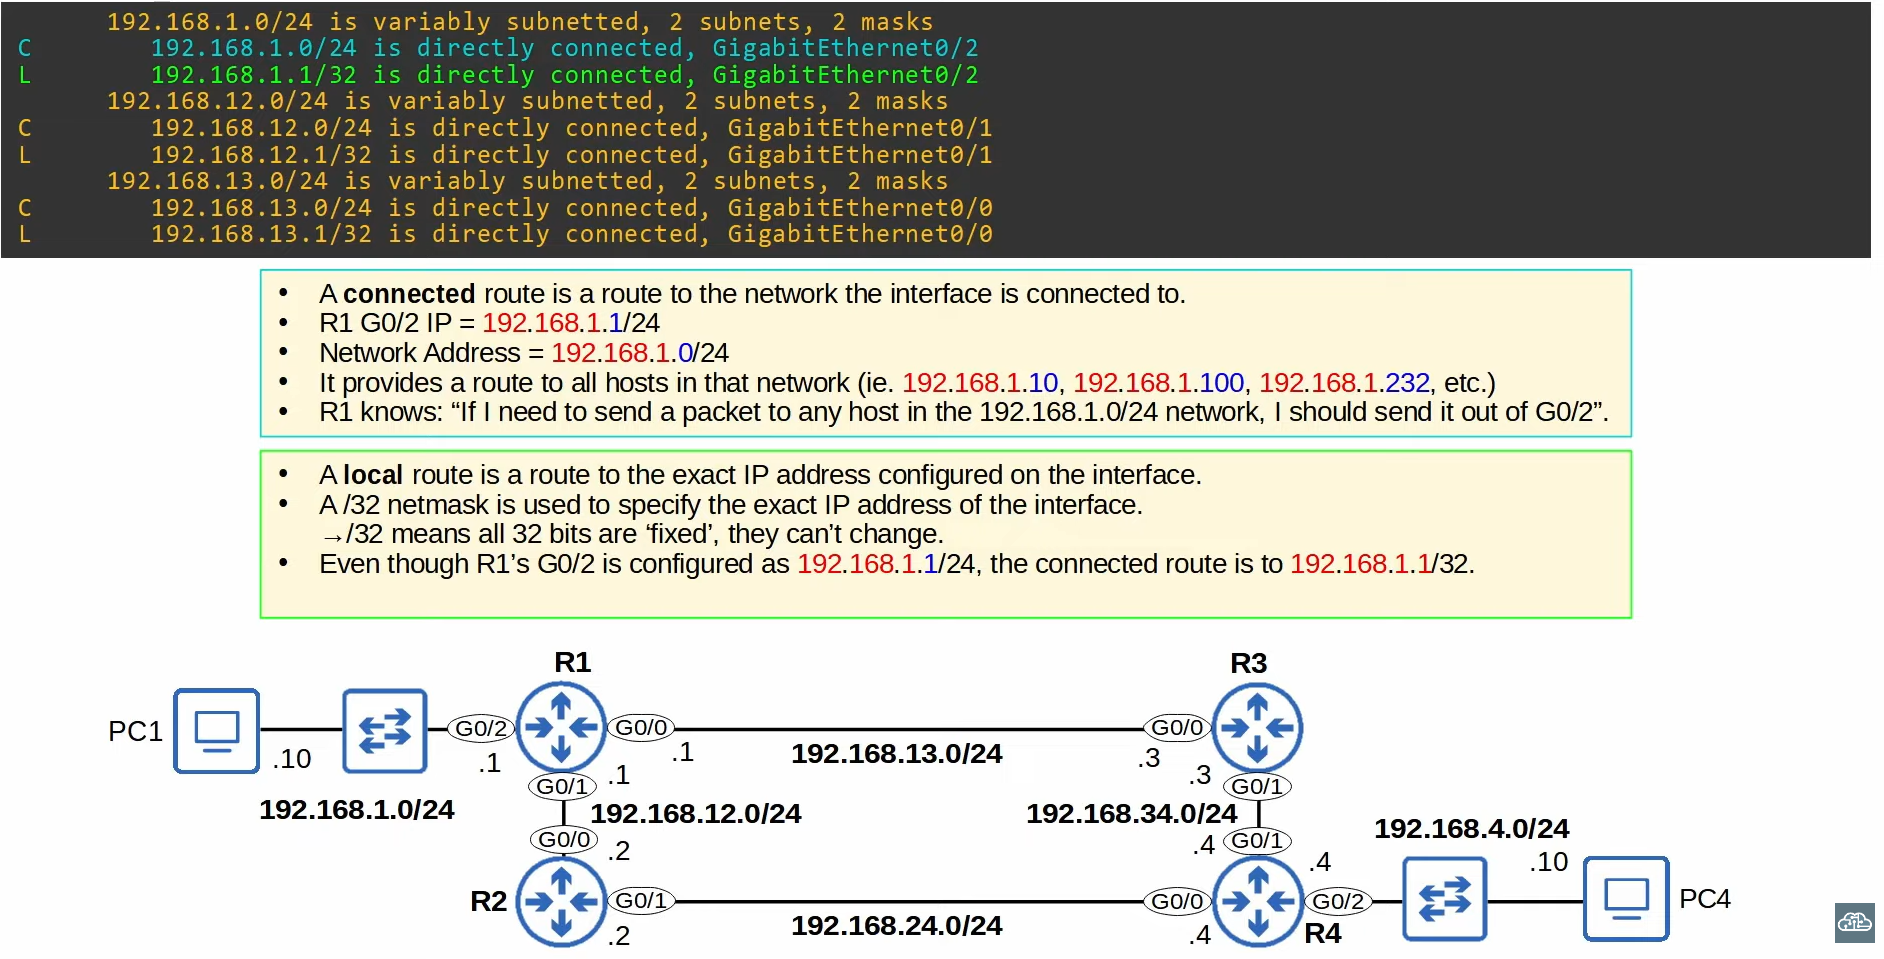 192.168.1.0/24 is variably subnetted, 2 subnets, 2 masks
C 192.168.1.0/24 is directly connected, GigabitEthernet0/2
L 192.168.1.1/32 is directly connected, GigabitEthernet0/2
192.168.12.0/24 is variably subnetted, 2 subnets, 2 masks
C 192.168.12.0/24 is directly connected, GigabitEthernet0/1
L 192.168.12.1/32 is directly connected, GigabitEthernet0/1
192.168.13.0/24 is variably subnetted, 2 subnets, 2 masks
C 192.168.13.0/24 is directly connected, GigabitEthernet0/0
L 192.168.13.1/32 is directly connected, GigabitEthernet0/0
• A connected route is a route to the network the interface is connected to.
• R1 G0/2 IP = 192.168.1.1/24
• Network Address = 192.168.1.0/24
• It provides a route to all hosts in that network (ie. 192.168.1.10, 192.168.1.100, 192.168.1.232, etc.)
• R1 knows: “If I need to send a packet to any host in the 192.168.1.0/24 network, I should send it out of G0/2”.
• A local route is a route to the exact IP address configured on the interface.
• A /32 netmask is used to specify the exact IP address of the interface.
→/32 means all 32 bits are ‘fixed’, they can’t change.
• Even though R1’s G0/2 is configured as 192.168.1.1/24, the connected route is to 192.168.1.1/32.
R1
R3
PC1
G0/2
G0/0
G0/0
.10
.1
.1
192.168.13.0/24
.3
.1
.3
G0/1
G0/1
192.168.1.0/24
192.168.12.0/24
192.168.34.0/24
192.168.4.0/24
G0/0
G0/1
.2
.4
.4
.10
R2
G0/1
G0/0
G0/2
PC4
.2
192.168.24.0/24
.4
R4